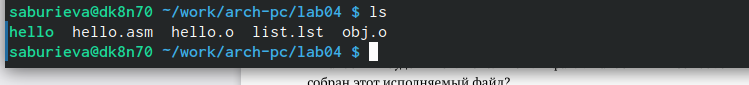 saburieva@dk8n70 ~/work/arch-pc/lab04 $ ls
hello  hello.asm  hello.o  list.lst  obj.o
saburieva@dk8n70 ~/work/arch-pc/lab04 $
собран этот исполняемый файл?